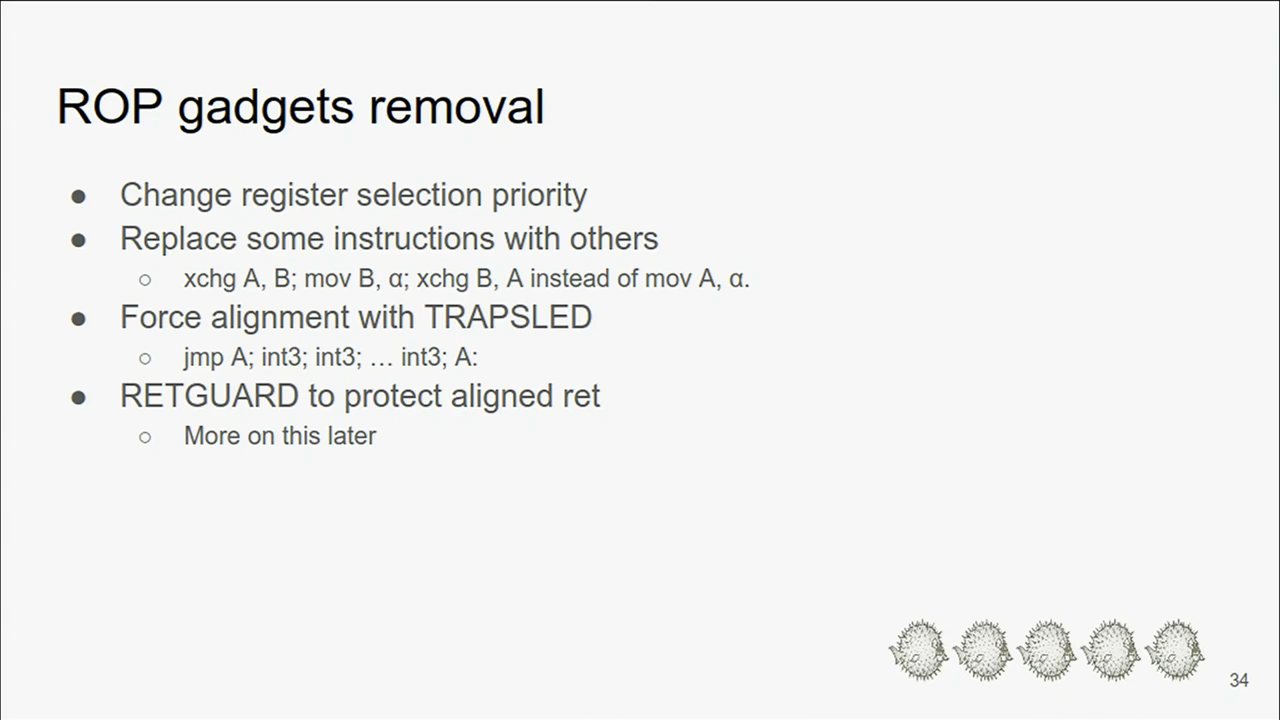 ROP gadgets removal
● Change register selection priority
● Replace some instructions with others
○ xchg A, B; mov B, α; xchg B, A instead of mov A, α.
● Force alignment with TRAPSLED
○ jmp A; int3; int3; … int3; A:
● RETGUARD to protect aligned ret
○ More on this later
34